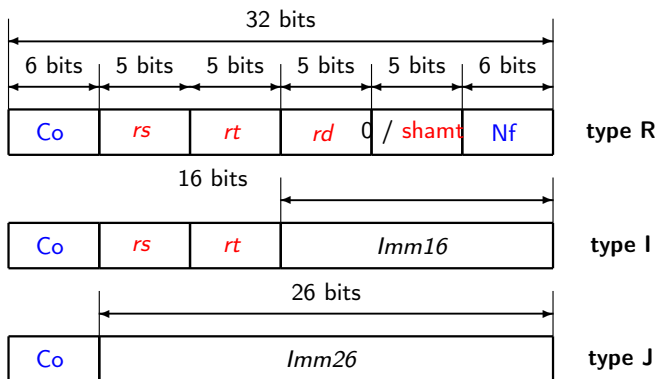 32 bits
6 bits 5 bits 5 bits 5 bits 5 bits 6 bits
Co rs rt rd 0 / shamt Nf type R
16 bits
Co rs rt Imm16 type I
26 bits
Co Imm26 type J